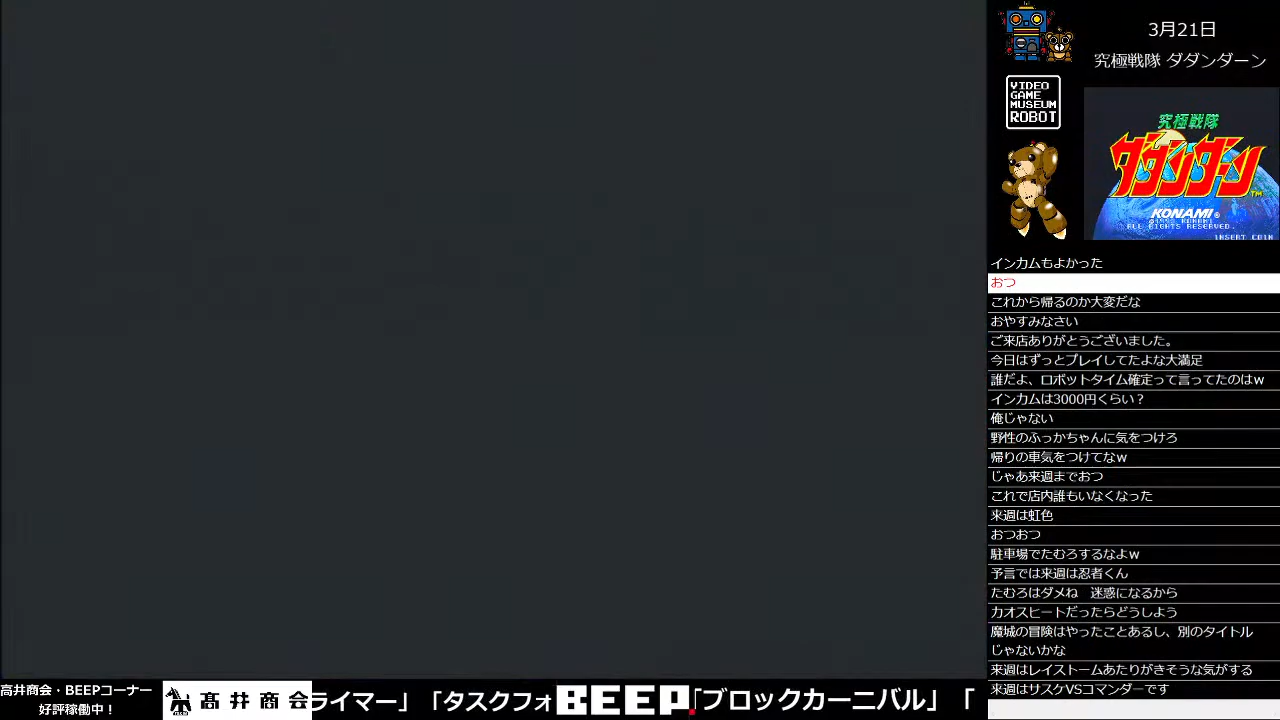 3月21日
究極戦隊 ダダンダーン
VIDEO
GAME
MUSEUM
ROBOT
究極戦隊
ダダンダーン
TM
KONAMI®
ALL RIGHTS RESERVED.
INSERT COIN
インカムもよかった
おつ
これから帰るのか大変だな
おやすみなさい
ご来店ありがとうございました。
今日はずっとプレイしてたよな大満足
誰だよ、ロボットタイム確定って言ってたのはw
インカムは3000円くらい？
俺じゃない
野性のふっかちゃんに気をつけろ
帰りの車気をつけてなw
じゃあ来週までおつ
これで店内誰もいなくなった
来週は虹色
おつおつ
駐車場でたむろするなよw
予言では来週は忍者くん
たむろはダメね　迷惑になるから
カオスヒートだったらどうしよう
魔城の冒険はやったことあるし、別のタイトル
じゃないかな
来週はレイストームあたりがきそうな気がする
来週はサスケVSコマンダーです
高井商会・BEEPコーナー
好評稼働中！
髙井商会
ライマー」「タスクフォ
BEEP.
「ブロックカーニバル」「